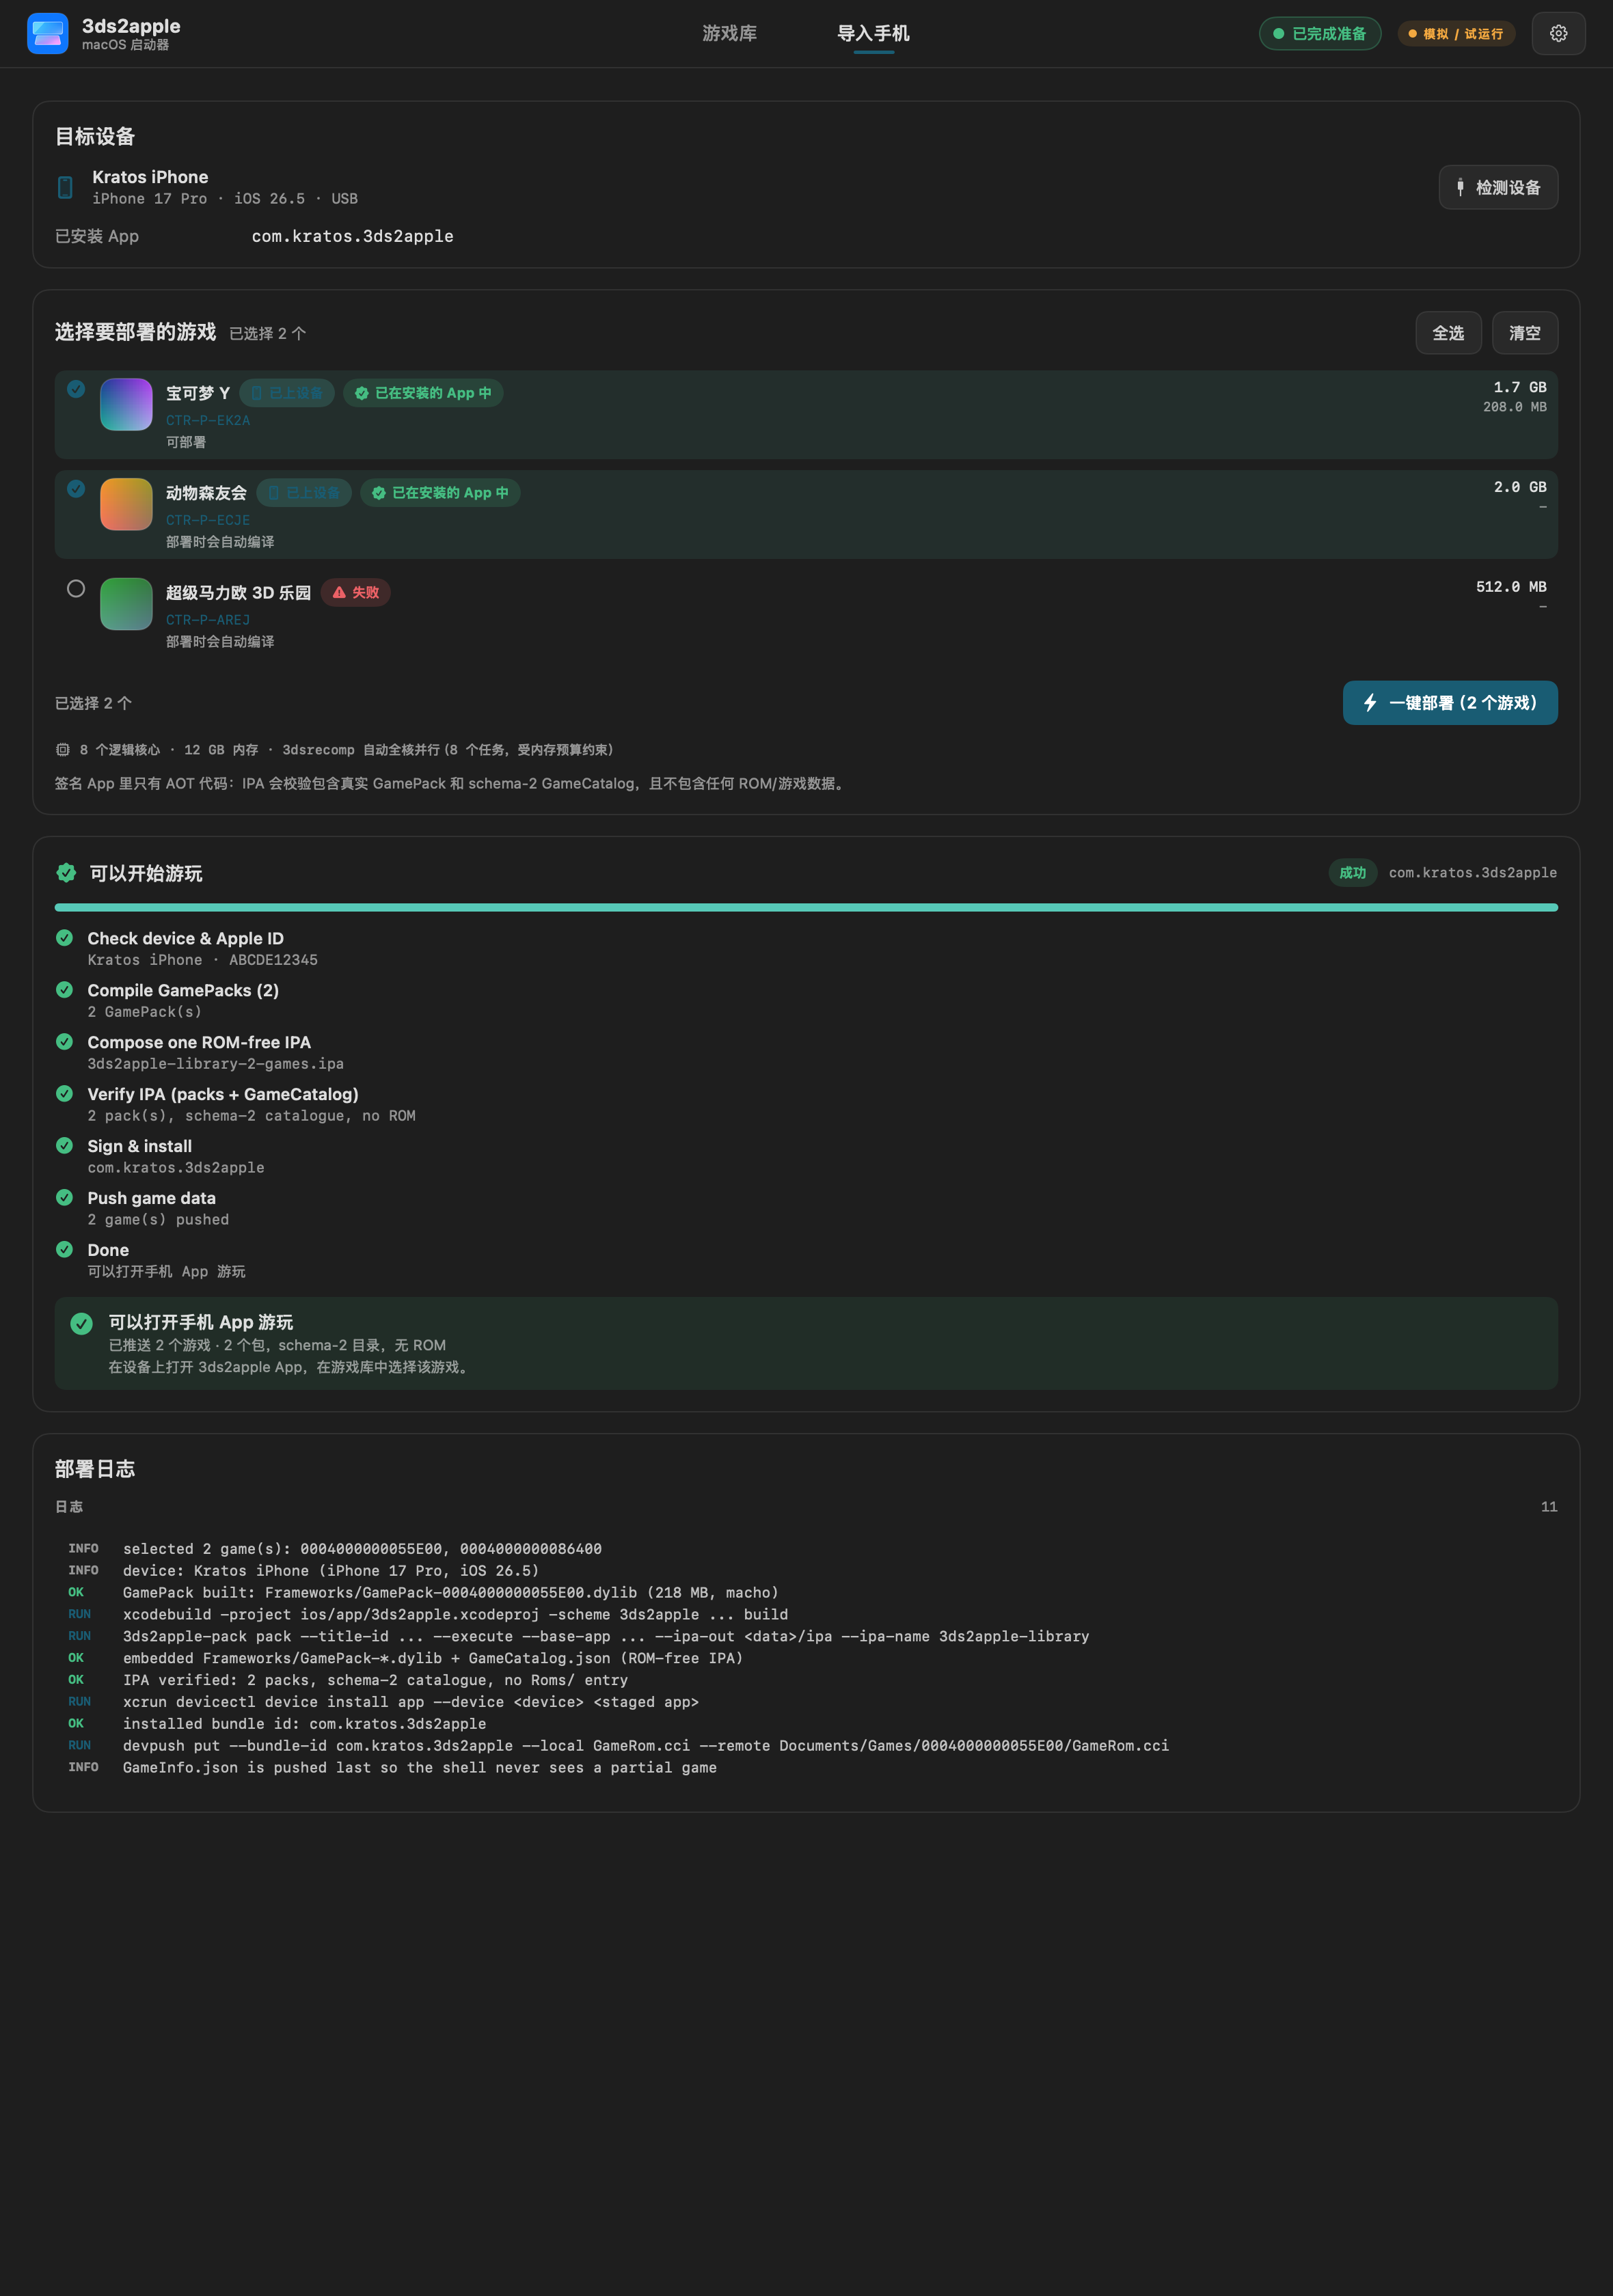 3ds2apple
macOS 启动器
游戏库
导入手机
已完成准备
模拟 / 试运行
目标设备
Kratos iPhone
iPhone 17 Pro · iOS 26.5 · USB
检测设备
已安装 App
com.kratos.3ds2apple
选择要部署的游戏 已选择 2 个
全选
清空
宝可梦 Y 已上设备 已在安装的 App 中
1.7 GB
CTR-P-EK2A
208.0 MB
可部署
动物森友会 已上设备 已在安装的 App 中
2.0 GB
CTR-P-ECJE
—
部署时会自动编译
超级马力欧 3D 乐园 失败
512.0 MB
CTR-P-AREJ
—
部署时会自动编译
已选择 2 个
一键部署 (2 个游戏)
8 个逻辑核心 · 12 GB 内存 · 3dsrecomp 自动全核并行 (8 个任务，受内存预算约束)
签名 App 里只有 AOT 代码：IPA 会校验包含真实 GamePack 和 schema-2 GameCatalog，且不包含任何 ROM/游戏数据。
可以开始游玩
成功
com.kratos.3ds2apple
Check device & Apple ID
Kratos iPhone · ABCDE12345
Compile GamePacks (2)
2 GamePack(s)
Compose one ROM-free IPA
3ds2apple-library-2-games.ipa
Verify IPA (packs + GameCatalog)
2 pack(s), schema-2 catalogue, no ROM
Sign & install
com.kratos.3ds2apple
Push game data
2 game(s) pushed
Done
可以打开手机 App 游玩
可以打开手机 App 游玩
已推送 2 个游戏 · 2 个包，schema-2 目录，无 ROM
在设备上打开 3ds2apple App，在游戏库中选择该游戏。
部署日志
日志
11
INFO selected 2 game(s): 0004000000055E00, 0004000000086400
INFO device: Kratos iPhone (iPhone 17 Pro, iOS 26.5)
OK GamePack built: Frameworks/GamePack-0004000000055E00.dylib (218 MB, macho)
RUN xcodebuild -project ios/app/3ds2apple.xcodeproj -scheme 3ds2apple ... build
RUN 3ds2apple-pack pack --title-id ... --execute --base-app ... --ipa-out <data>/ipa --ipa-name 3ds2apple-library
OK embedded Frameworks/GamePack-*.dylib + GameCatalog.json (ROM-free IPA)
OK IPA verified: 2 packs, schema-2 catalogue, no Roms/ entry
RUN xcrun devicectl device install app --device <device> <staged app>
OK installed bundle id: com.kratos.3ds2apple
RUN devpush put --bundle-id com.kratos.3ds2apple --local GameRom.cci --remote Documents/Games/0004000000055E00/GameRom.cci
INFO GameInfo.json is pushed last so the shell never sees a partial game